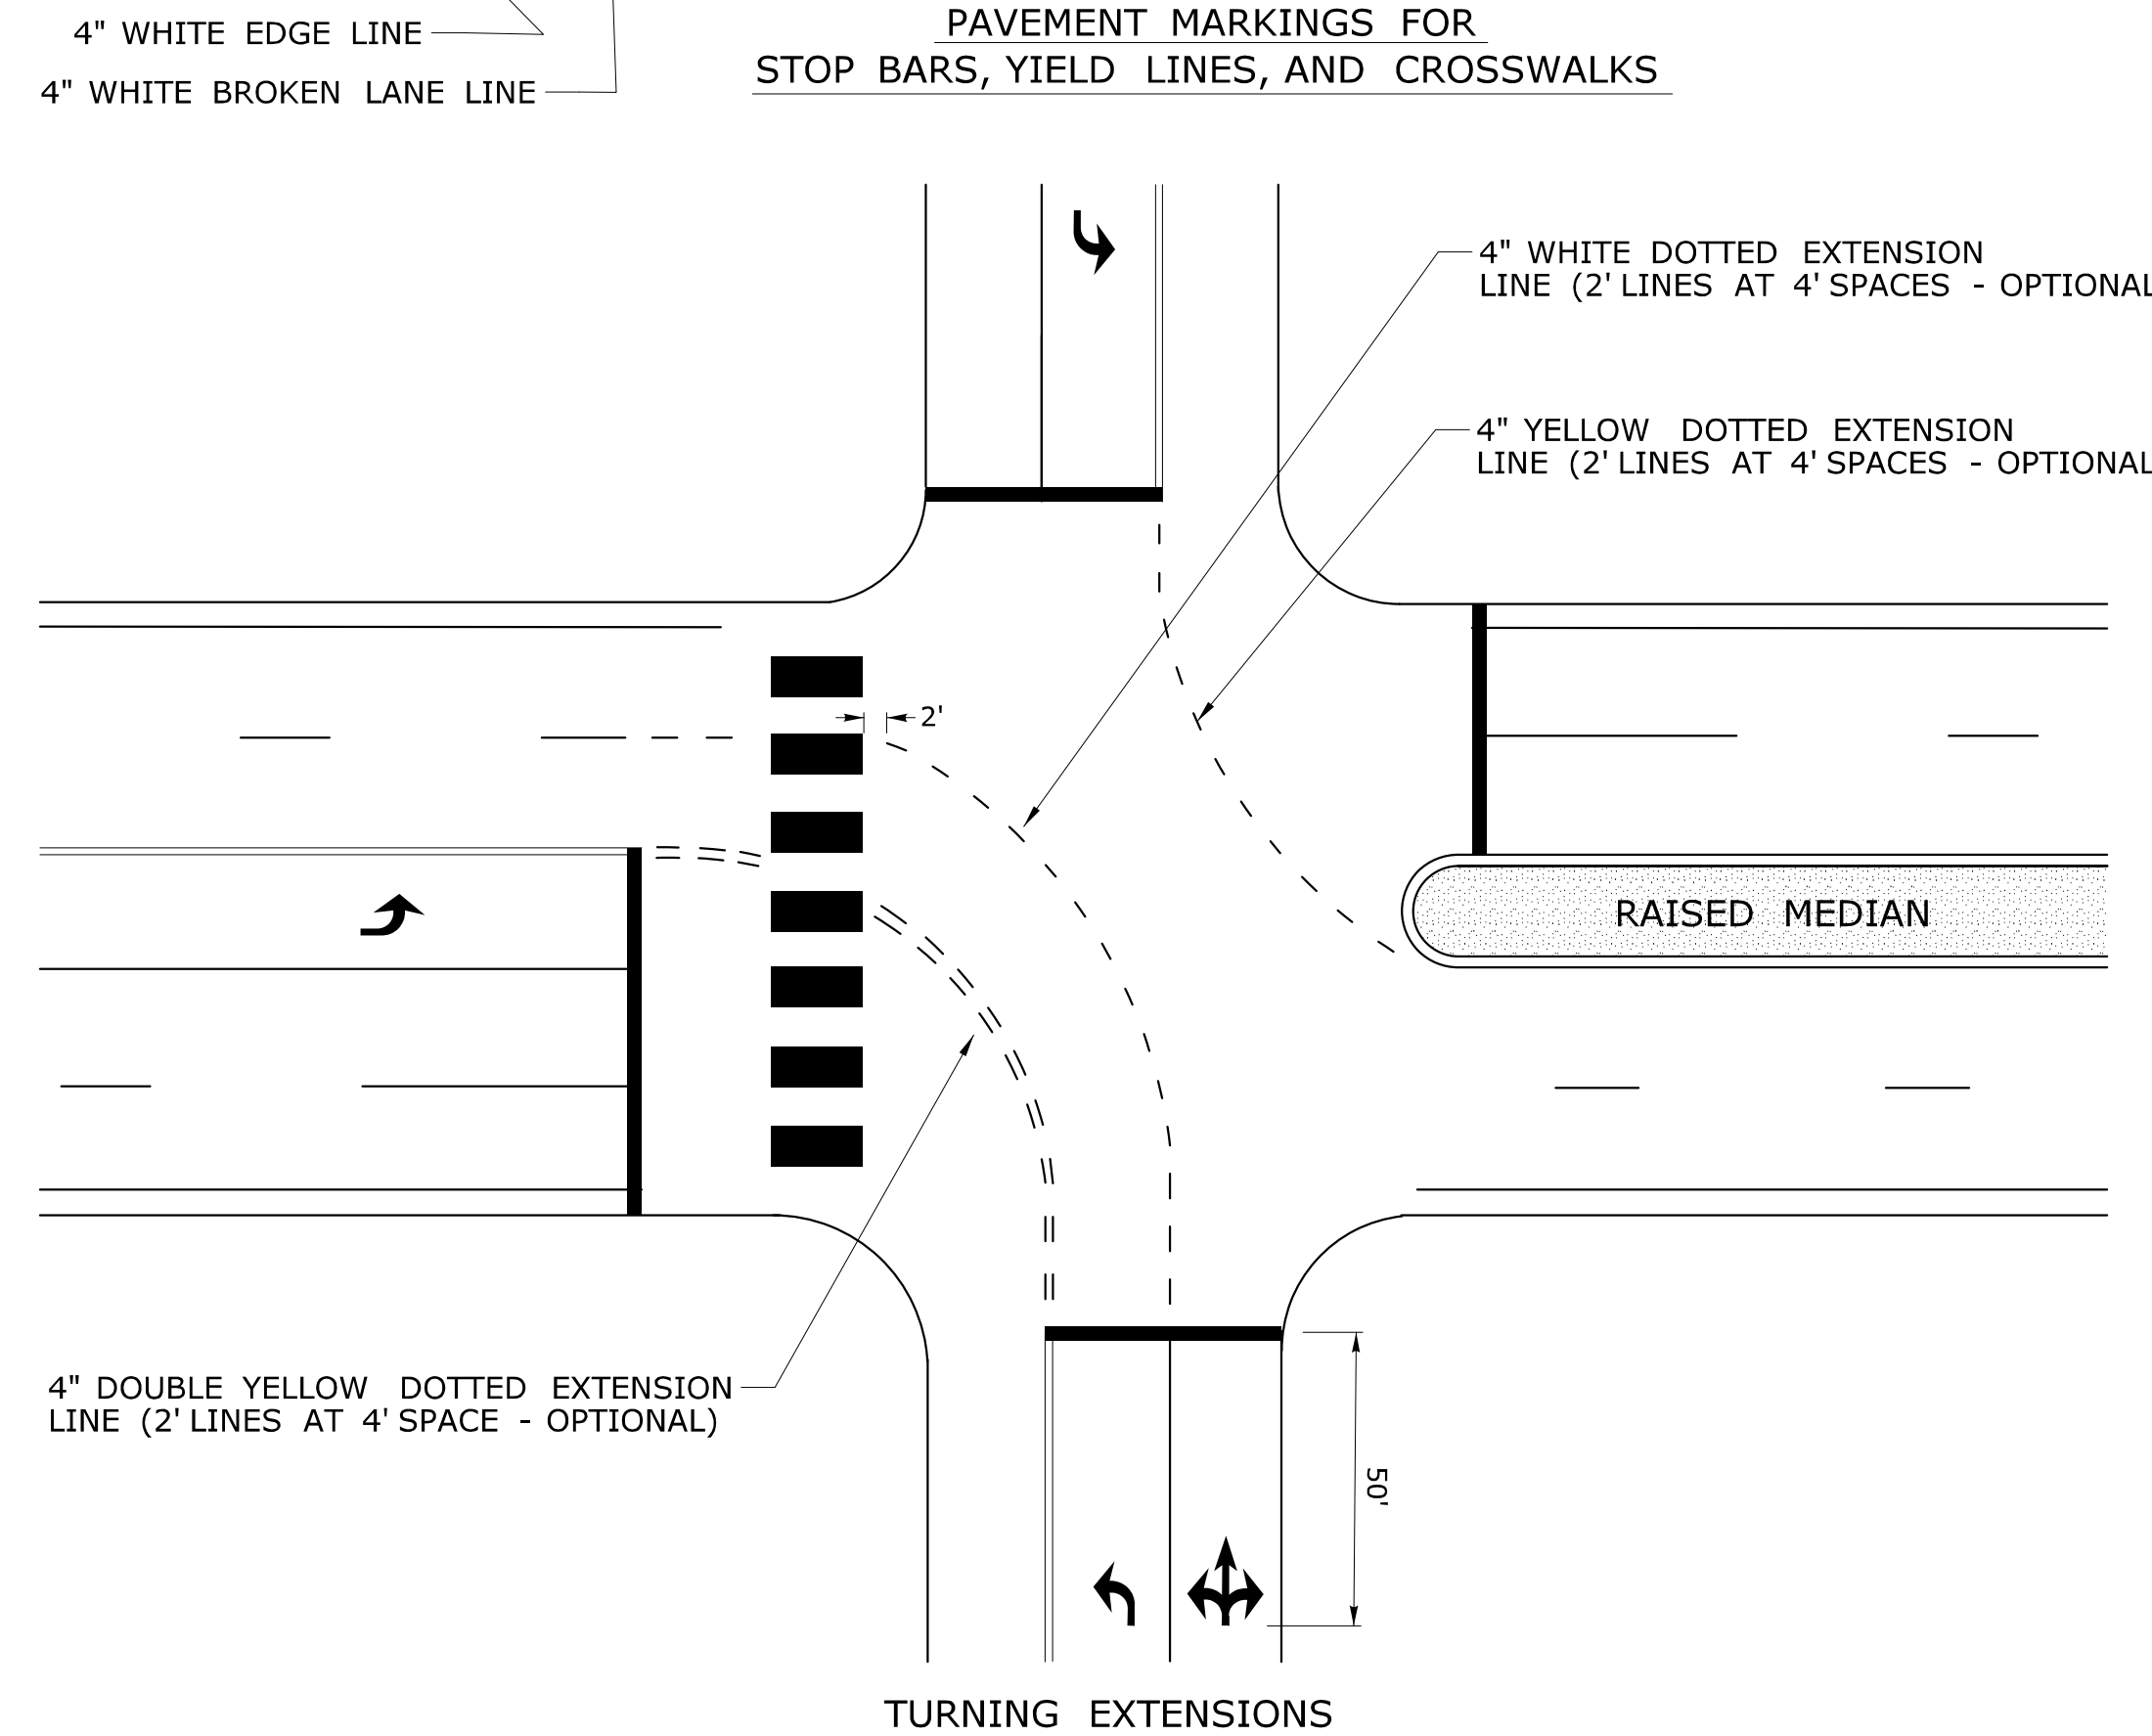 4" WHITE EDGE LINE
4" WHITE BROKEN LANE LINE
PAVEMENT MARKINGS FOR
STOP BARS, YIELD LINES, AND CROSSWALKS
4" WHITE DOTTED EXTENSION
LINE (2' LINES AT 4' SPACES - OPTIONAL
4" YELLOW DOTTED EXTENSION
LINE (2' LINES AT 4' SPACES - OPTIONAL
2'
RAISED MEDIAN
4" DOUBLE YELLOW DOTTED EXTENSION
LINE (2' LINES AT 4' SPACE - OPTIONAL)
50'
TURNING EXTENSIONS